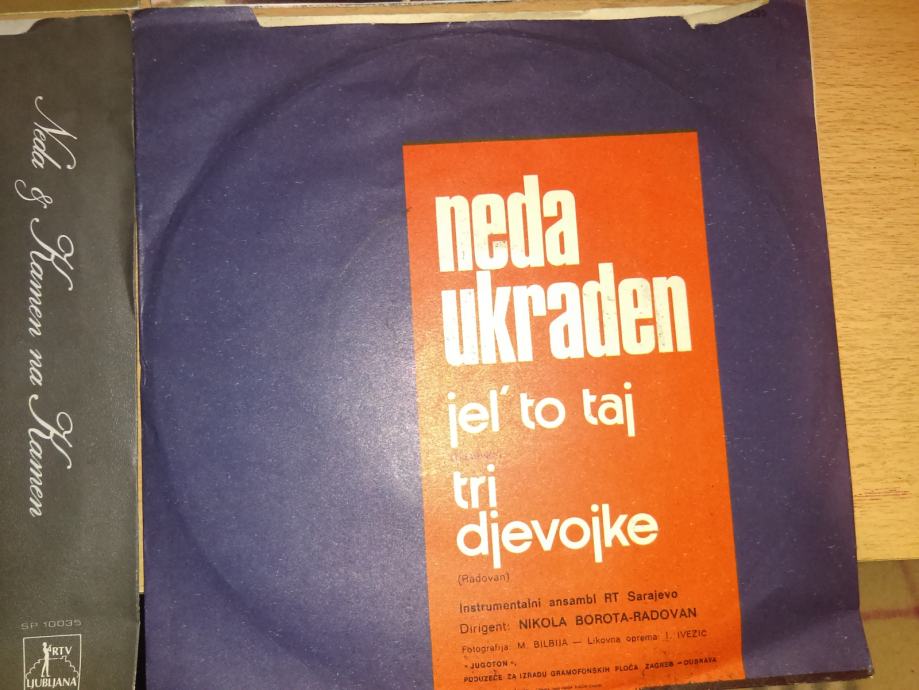 Neda & Kamen na Kamen
SP 10035
RTV
LJUBLJANA
neda
ukraden
jel' to taj
tri
djevojke
(Radovan)
Instrumentalni ansambl RT Sarajevo
Dirigent: NIKOLA BOROTA-RADOVAN
Fotografija: M. BILBIJA — Likovna oprema: I. IVEZIĆ
»JUGOTON«,
PODUZEĆE ZA IZRADU GRAMOFONSKIH PLOČA ZAGREB — DUBRAVA